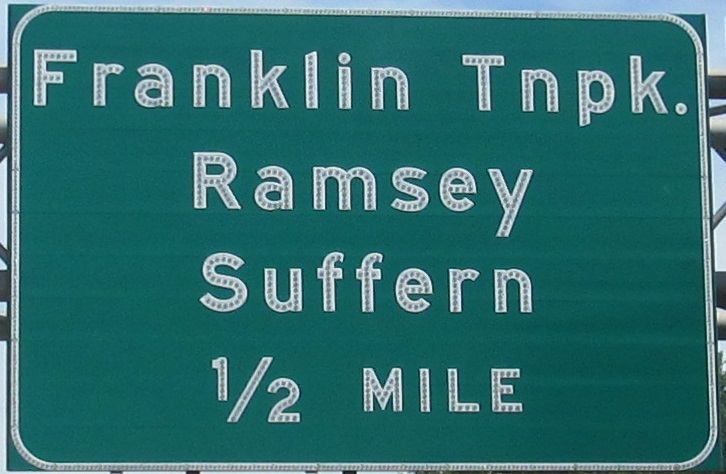 Franklin Tnpk.
Ramsey
Suffern
1/2 MILE